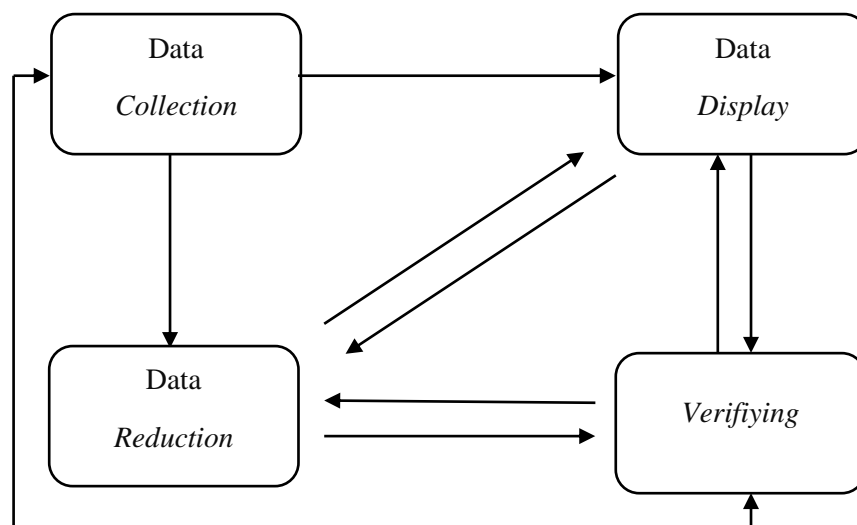 Data
Collection
Data
Display
Data
Reduction
Verifiying